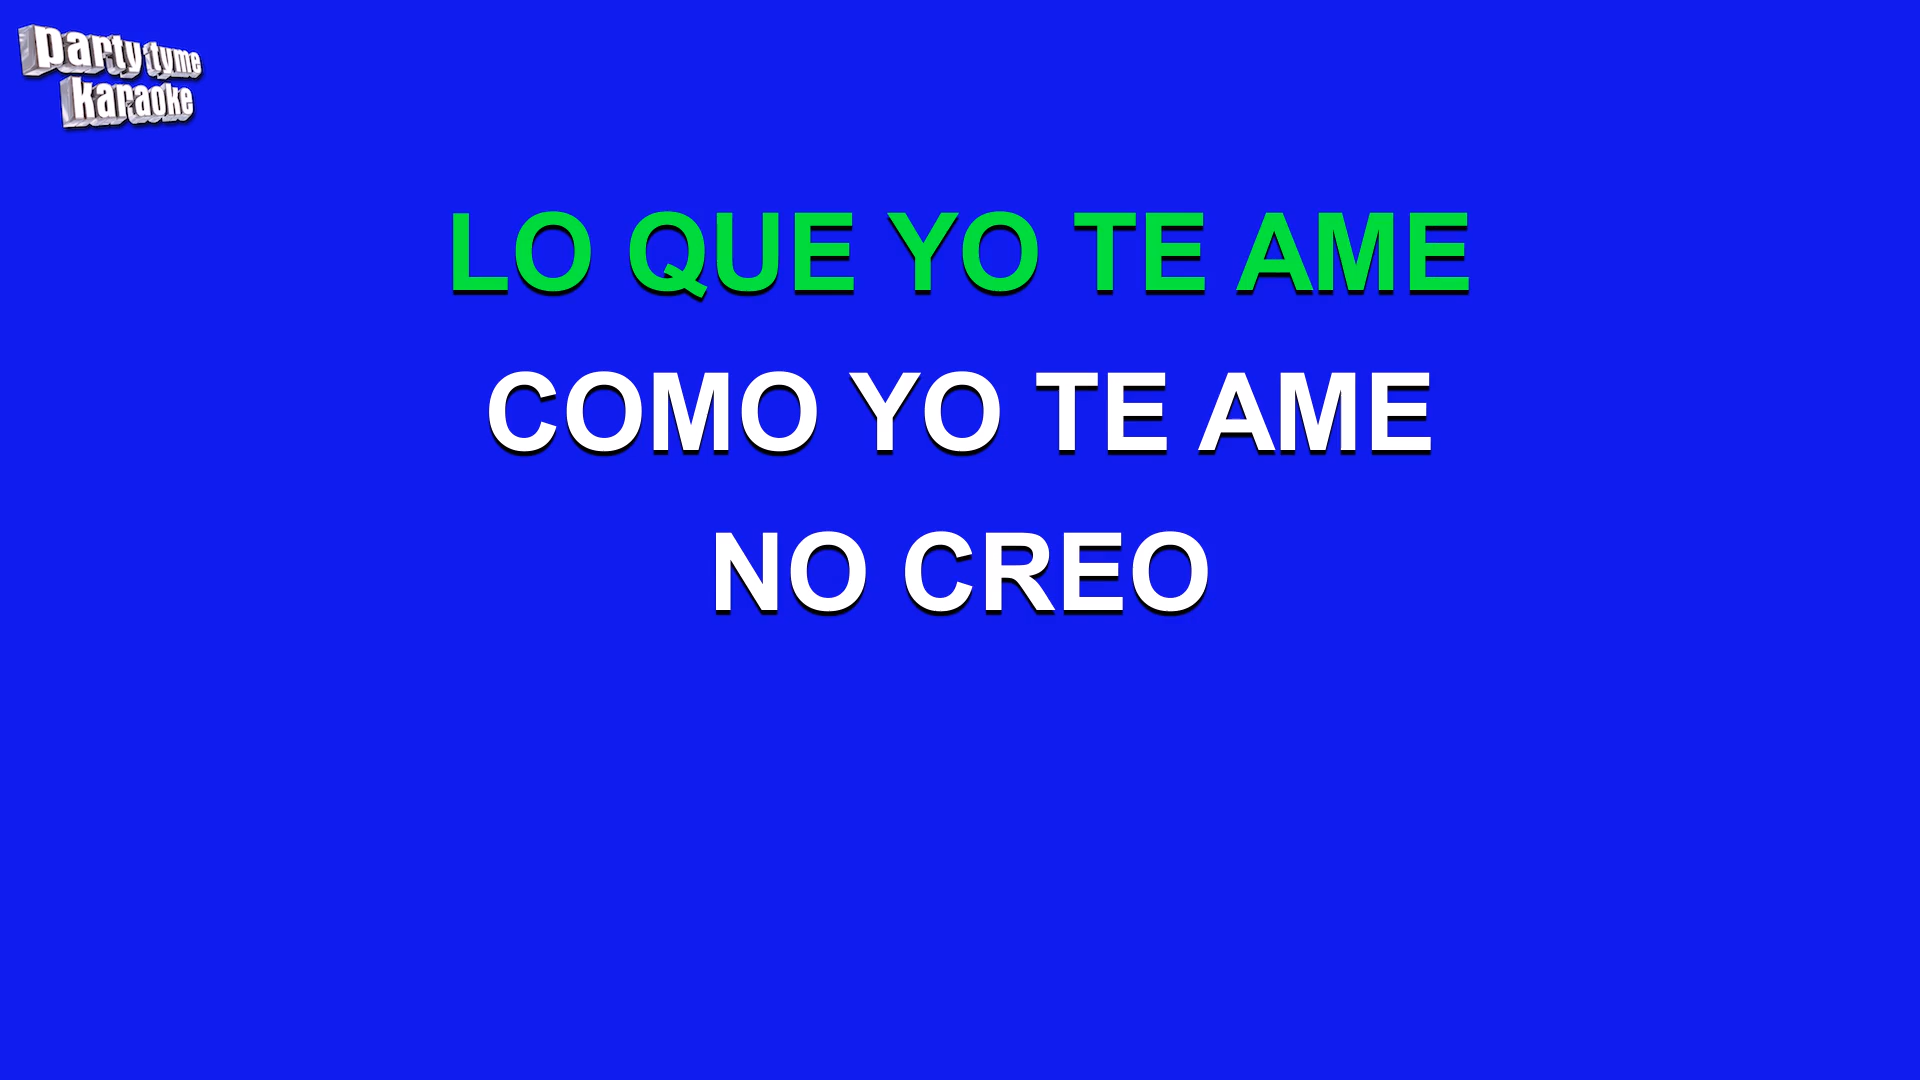 party tyme
karaoke
LO QUE YO TE AME
COMO YO TE AME
NO CREO